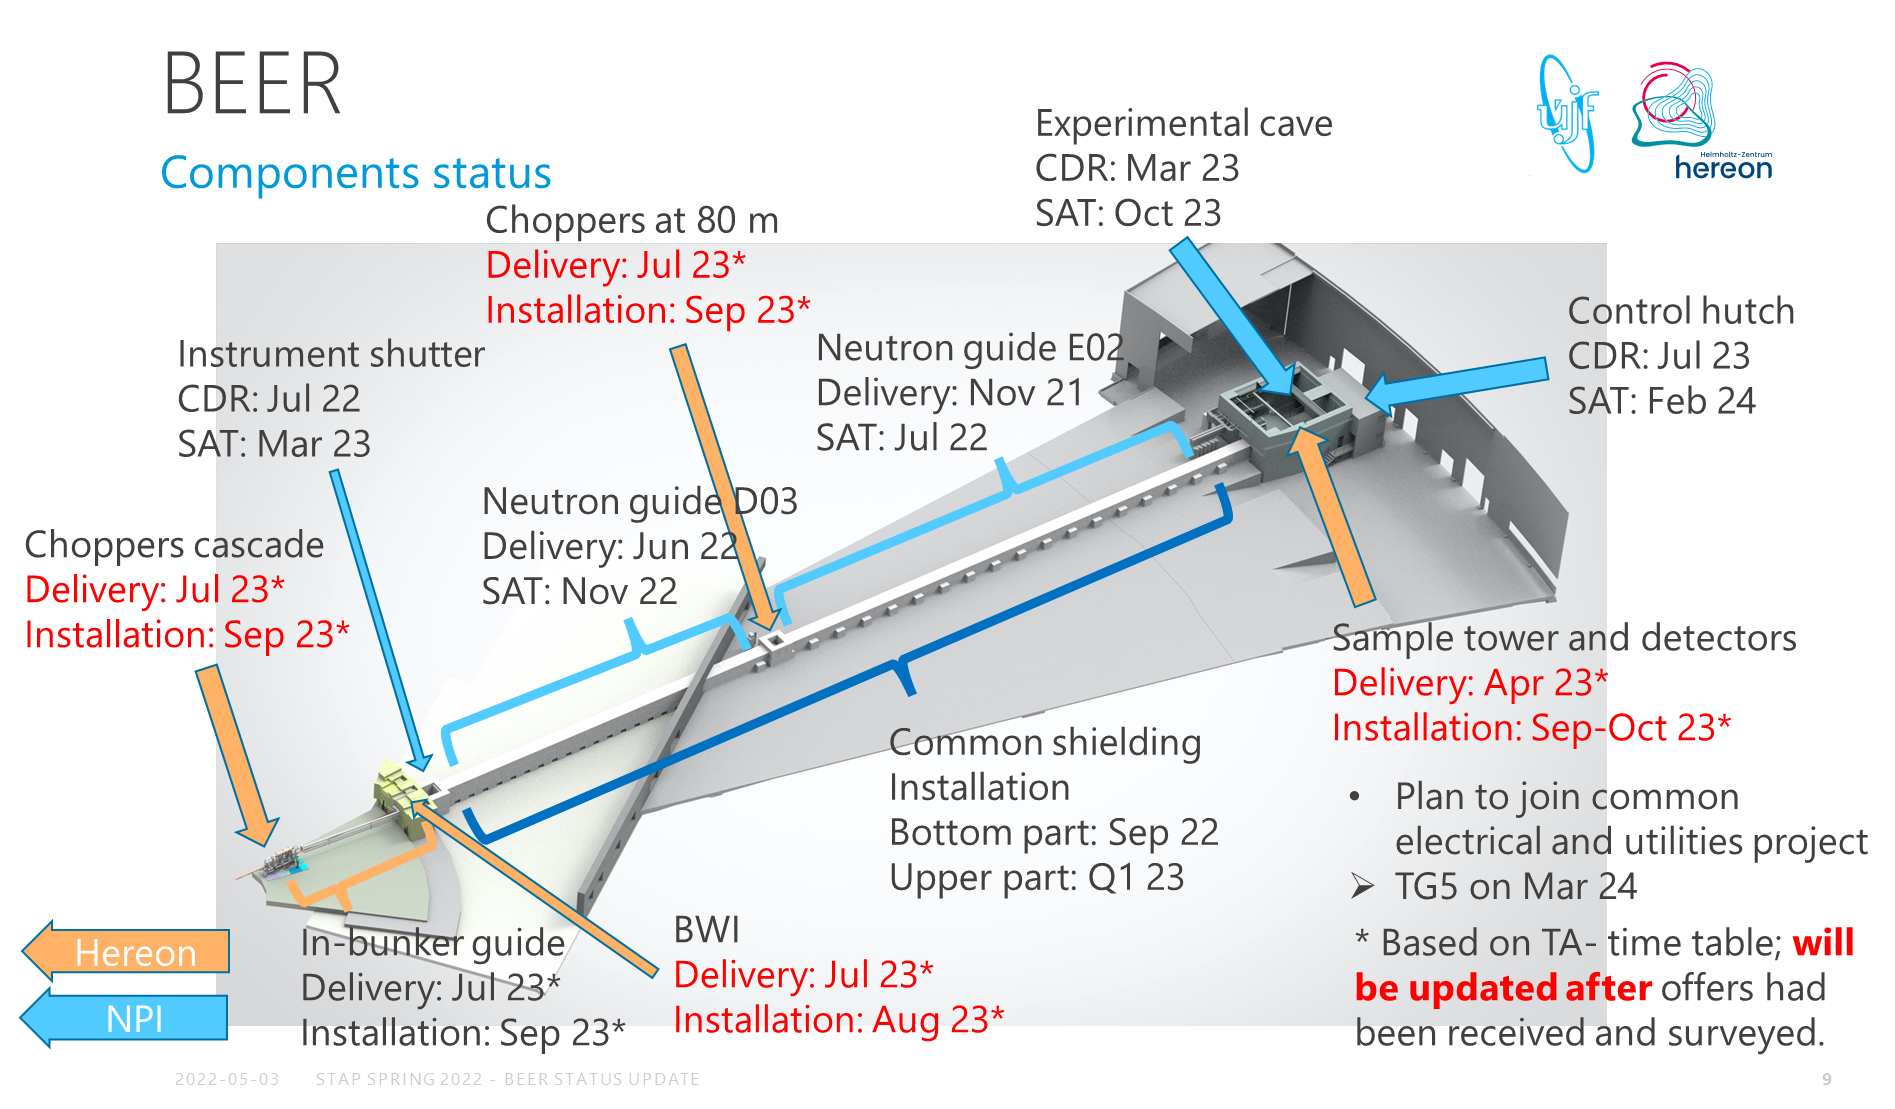 BEER
Components status
Helmholtz-Zentrum
hereon
Experimental cave
CDR: Mar 23
SAT: Oct 23
Choppers at 80 m
Delivery: Jul 23*
Installation: Sep 23*
Control hutch
CDR: Jul 23
SAT: Feb 24
Instrument shutter
CDR: Jul 22
SAT: Mar 23
Neutron guide E02
Delivery: Nov 21
SAT: Jul 22
Neutron guide D03
Delivery: Jun 22
SAT: Nov 22
Choppers cascade
Delivery: Jul 23*
Installation: Sep 23*
Sample tower and detectors
Delivery: Apr 23*
Installation: Sep-Oct 23*
Common shielding
Installation
Bottom part: Sep 22
Upper part: Q1 23
• Plan to join common
electrical and utilities project
➢ TG5 on Mar 24
* Based on TA- time table; will
be updated after offers had
been received and surveyed.
Hereon
NPI
In-bunker guide
Delivery: Jul 23*
Installation: Sep 23*
BWI
Delivery: Jul 23*
Installation: Aug 23*
2022-05-03 STAP SPRING 2022 - BEER STATUS UPDATE 9